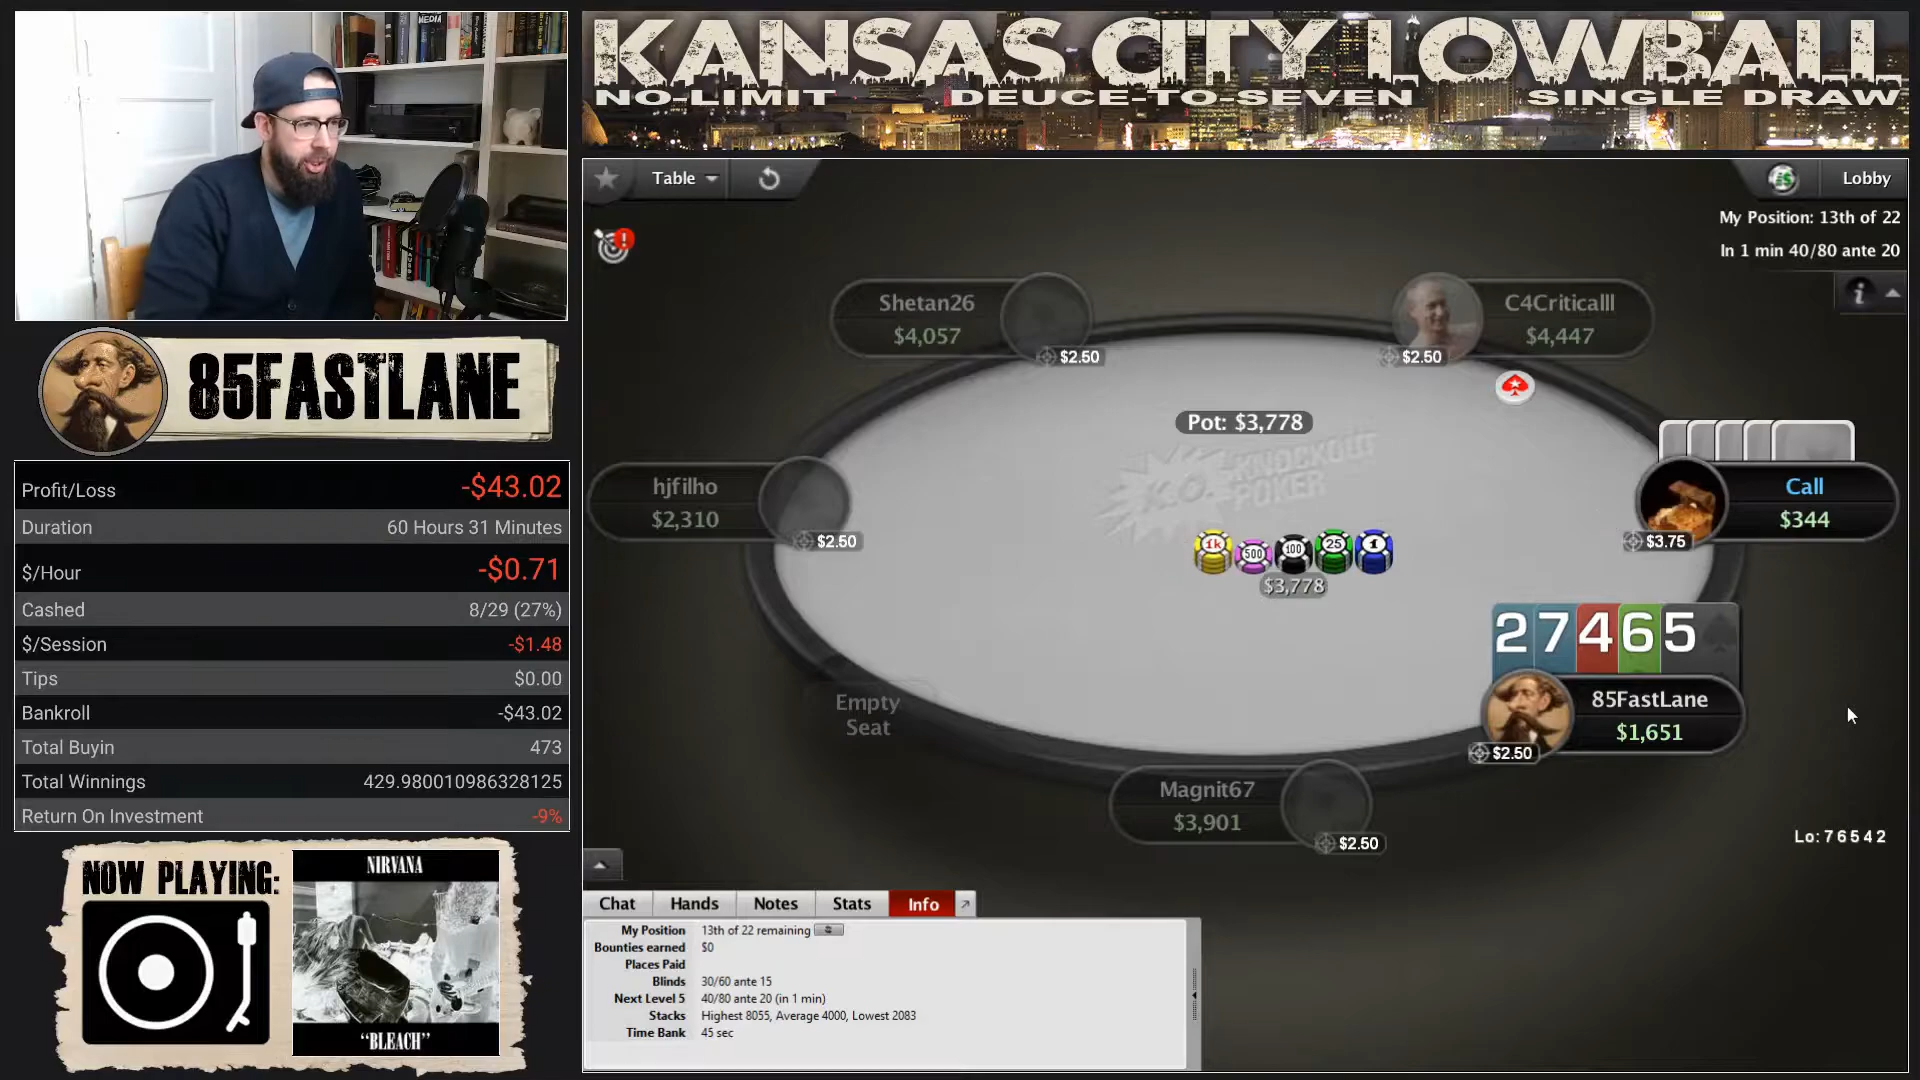 KANSAS CITY LOWBALL
NO-LIMIT DEUCE-TO-SEVEN SINGLE DRAW
MEDIA
Table
Lobby
My Position: 13th of 22
In 1 min 40/80 ante 20
Shetan26
$4,057
$2.50
C4Criticalll
$4,447
$2.50
Pot: $3,778
K.O. KNOCKOUT
POKER
hjfilho
$2,310
$2.50
Call
$344
$3.75
1k 500 100 25 1
$3,778
2 7 4 6 5
85FastLane
$1,651
$2.50
Empty
Seat
Magnit67
$3,901
$2.50
Lo: 7 6 5 4 2
85FASTLANE
Profit/Loss -$43.02
Duration 60 Hours 31 Minutes
$/Hour -$0.71
Cashed 8/29 (27%)
$/Session -$1.48
Tips $0.00
Bankroll -$43.02
Total Buyin 473
Total Winnings 429.980010986328125
Return On Investment -9%
NOW PLAYING:
NIRVANA
"BLEACH"
Chat Hands Notes Stats Info
My Position 13th of 22 remaining
Bounties earned $0
Places Paid
Blinds 30/60 ante 15
Next Level 5 40/80 ante 20 (in 1 min)
Stacks Highest 8055, Average 4000, Lowest 2083
Time Bank 45 sec